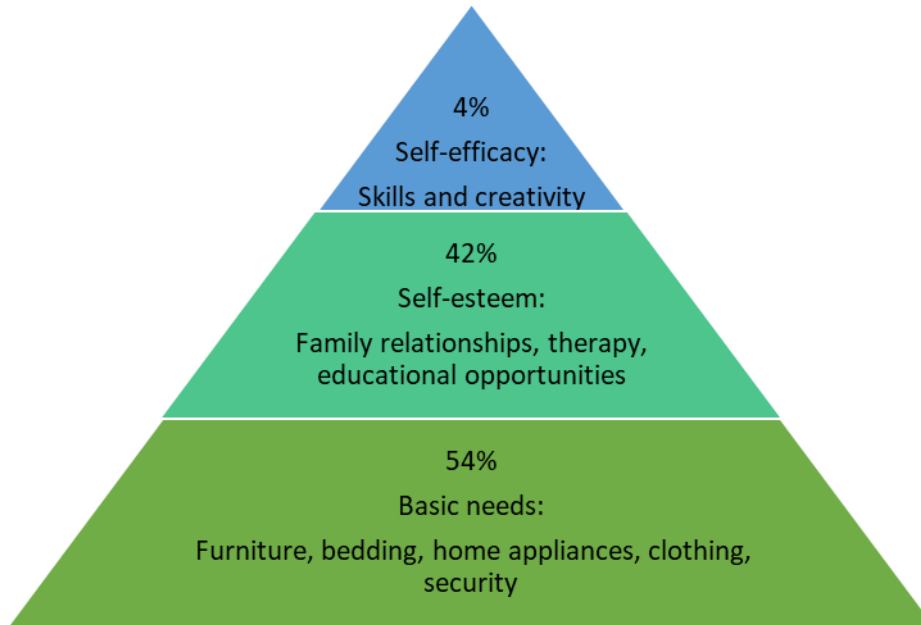 4%
Self-efficacy:
Skills and creativity
42%
Self-esteem:
Family relationships, therapy,
educational opportunities
54%
Basic needs:
Furniture, bedding, home appliances, clothing,
security